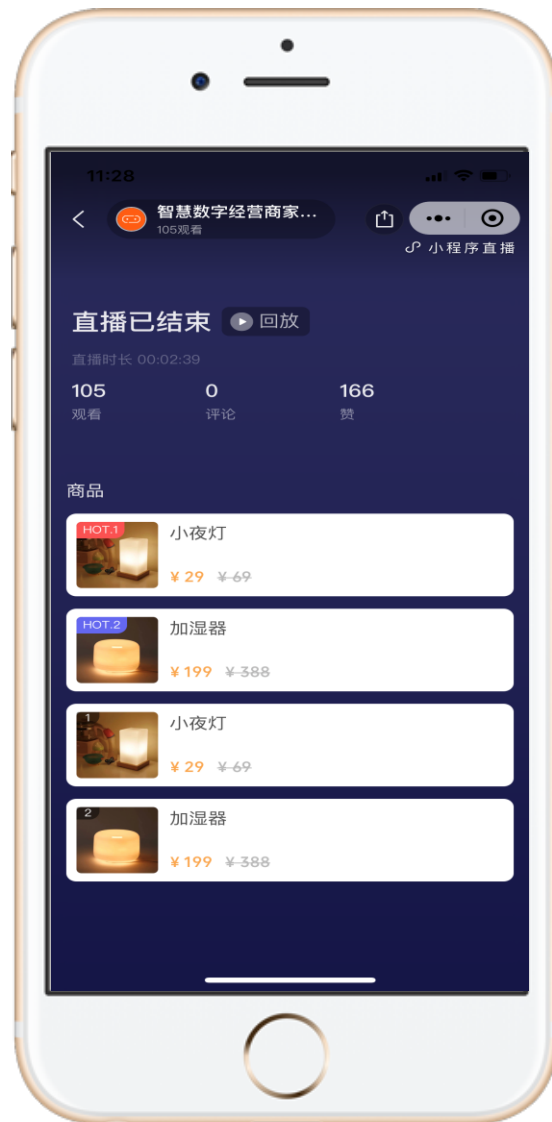 11:28
智慧数字经营商家...
105观看
小程序直播
直播已结束
回放
直播时长 00:02:39
105
0
166
观看
评论
赞
商品
HOT.1
小夜灯
¥29 ¥69
HOT.2
加湿器
¥199 ¥388
1
小夜灯
¥29 ¥69
2
加湿器
¥199 ¥388